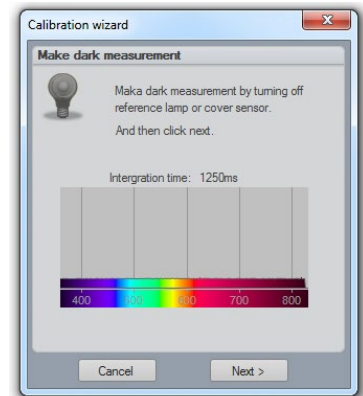 Calibration wizard
Make dark measurement
Maka dark measurement by turning off
reference lamp or cover sensor.
And then click next.
Intergration time: 1250ms
400 500 600 700 800
Cancel Next >